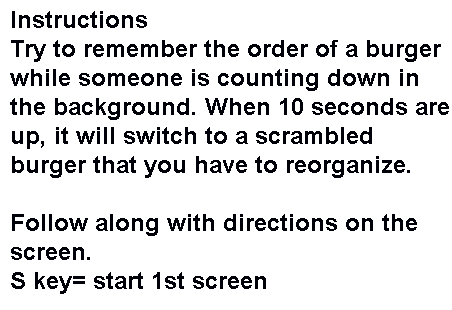 Instructions
Try to remember the order of a burger
while someone is counting down in
the background. When 10 seconds are
up, it will switch to a scrambled
burger that you have to reorganize.
Follow along with directions on the
screen.
S key= start 1st screen